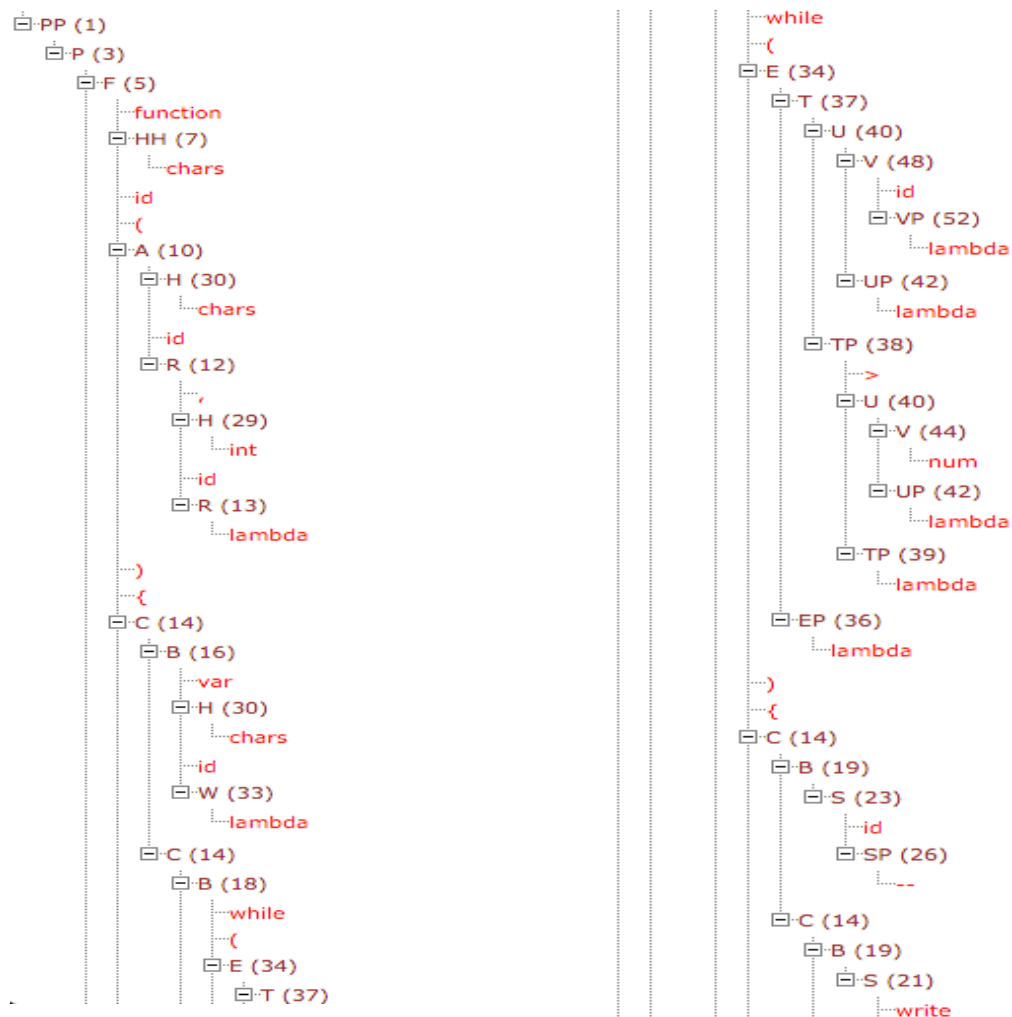 PP (1)
P (3)
F (5)
function
HH (7)
chars
id
(
A (10)
H (30)
chars
id
R (12)
,
H (29)
int
id
R (13)
lambda
)
{
C (14)
B (16)
var
H (30)
chars
id
W (33)
lambda
C (14)
B (18)
while
(
E (34)
T (37)
while
(
E (34)
T (37)
U (40)
V (48)
id
VP (52)
lambda
UP (42)
lambda
TP (38)
>
U (40)
V (44)
num
UP (42)
lambda
TP (39)
lambda
EP (36)
lambda
)
{
C (14)
B (19)
S (23)
id
SP (26)
--
C (14)
B (19)
S (21)
write